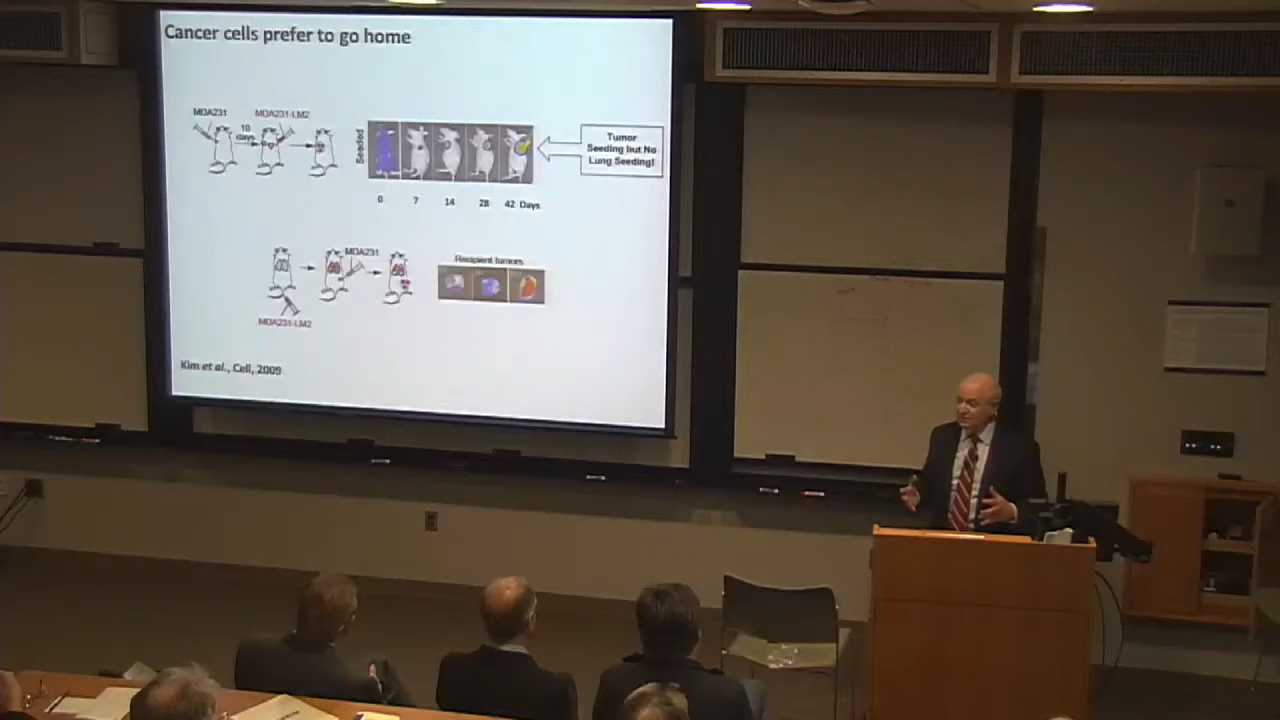 Cancer cells prefer to go home
MDA231
10 days
MDA231-LM2
Seeded
Tumor
Seeding but No
Lung Seeding!
0 7 14 28 42 Days
MDA231
Recipient tumors
MDA231-LM2
Kim et al., Cell, 2009